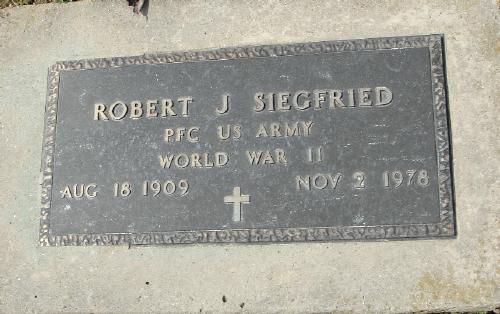 ROBERT J SIEGFRIED
PFC US ARMY
WORLD WAR II
AUG 18 1909 NOV 2 1978